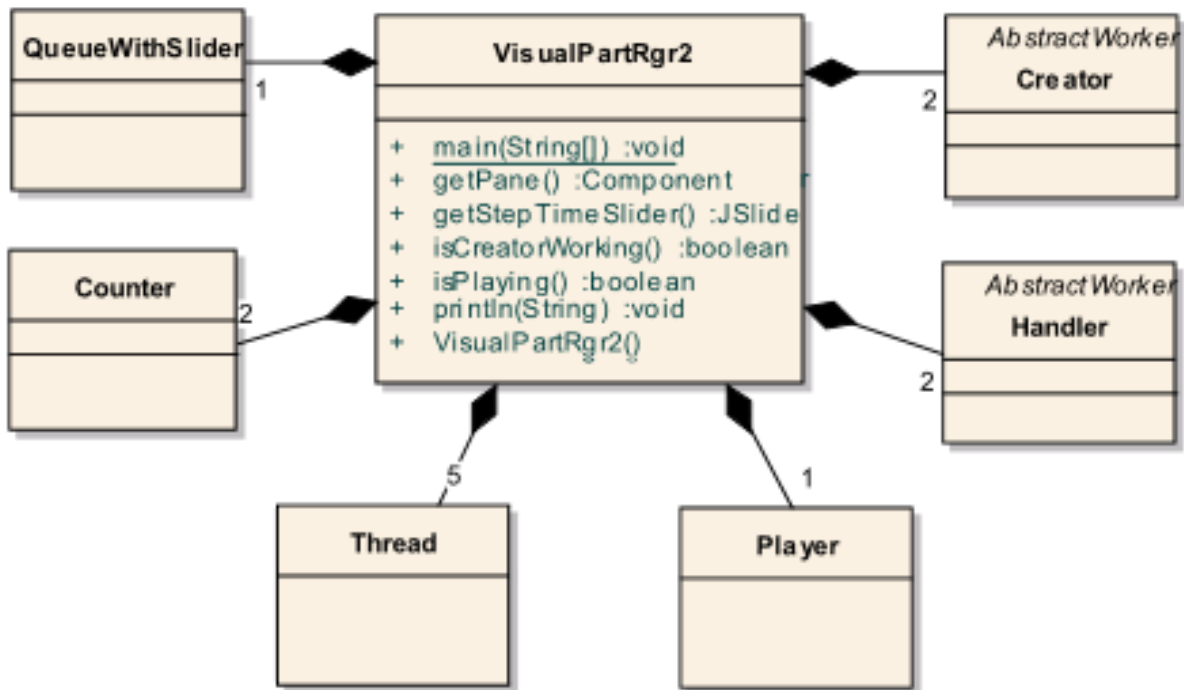 QueueWithSlider
1
VisualPartRgr2
+ main(String[]) :void
+ getPane() :Component
+ getStepTimeSlider() :JSlide
r
+ isCreatorWorking() :boolean
+ isPlaying() :boolean
+ println(String) :void
+ VisualPartRgr2()
AbstractWorker
Creator
2
Counter
2
AbstractWorker
Handler
2
5
Thread
1
Player